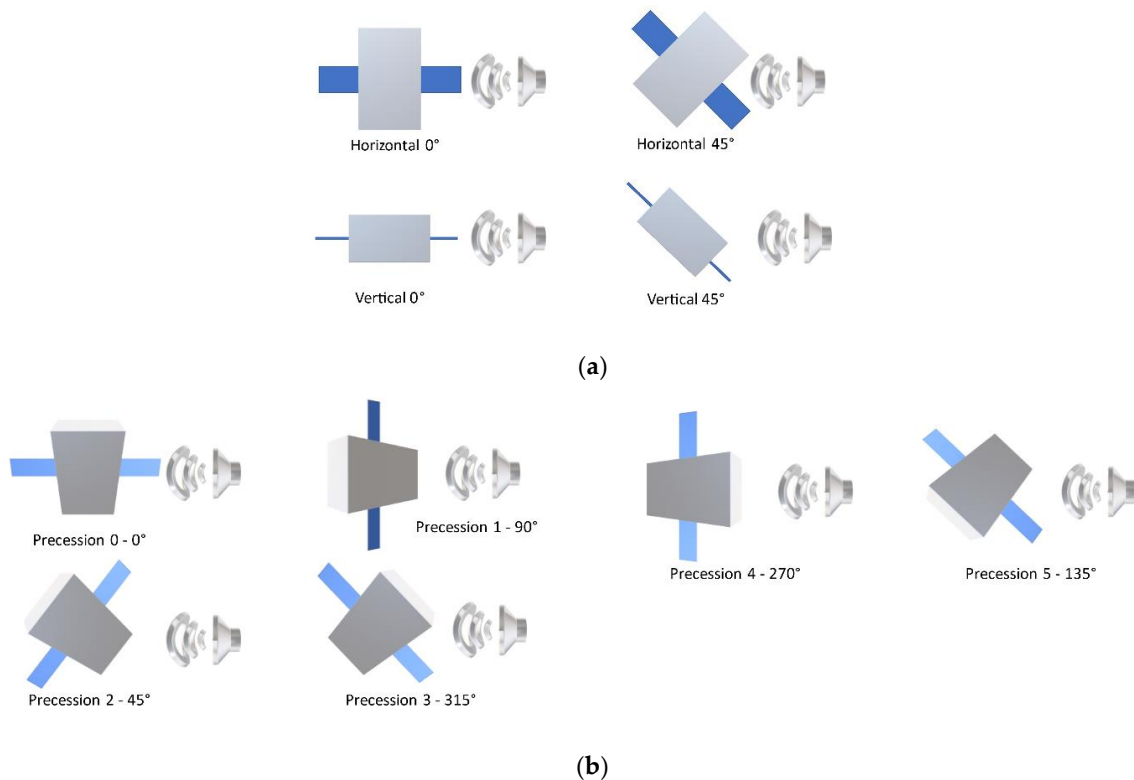 Horizontal 0°
Horizontal 45°
Vertical 0°
Vertical 45°
(a)
Precession 0 - 0°
Precession 1 - 90°
Precession 4 - 270°
Precession 5 - 135°
Precession 2 - 45°
Precession 3 - 315°
(b)